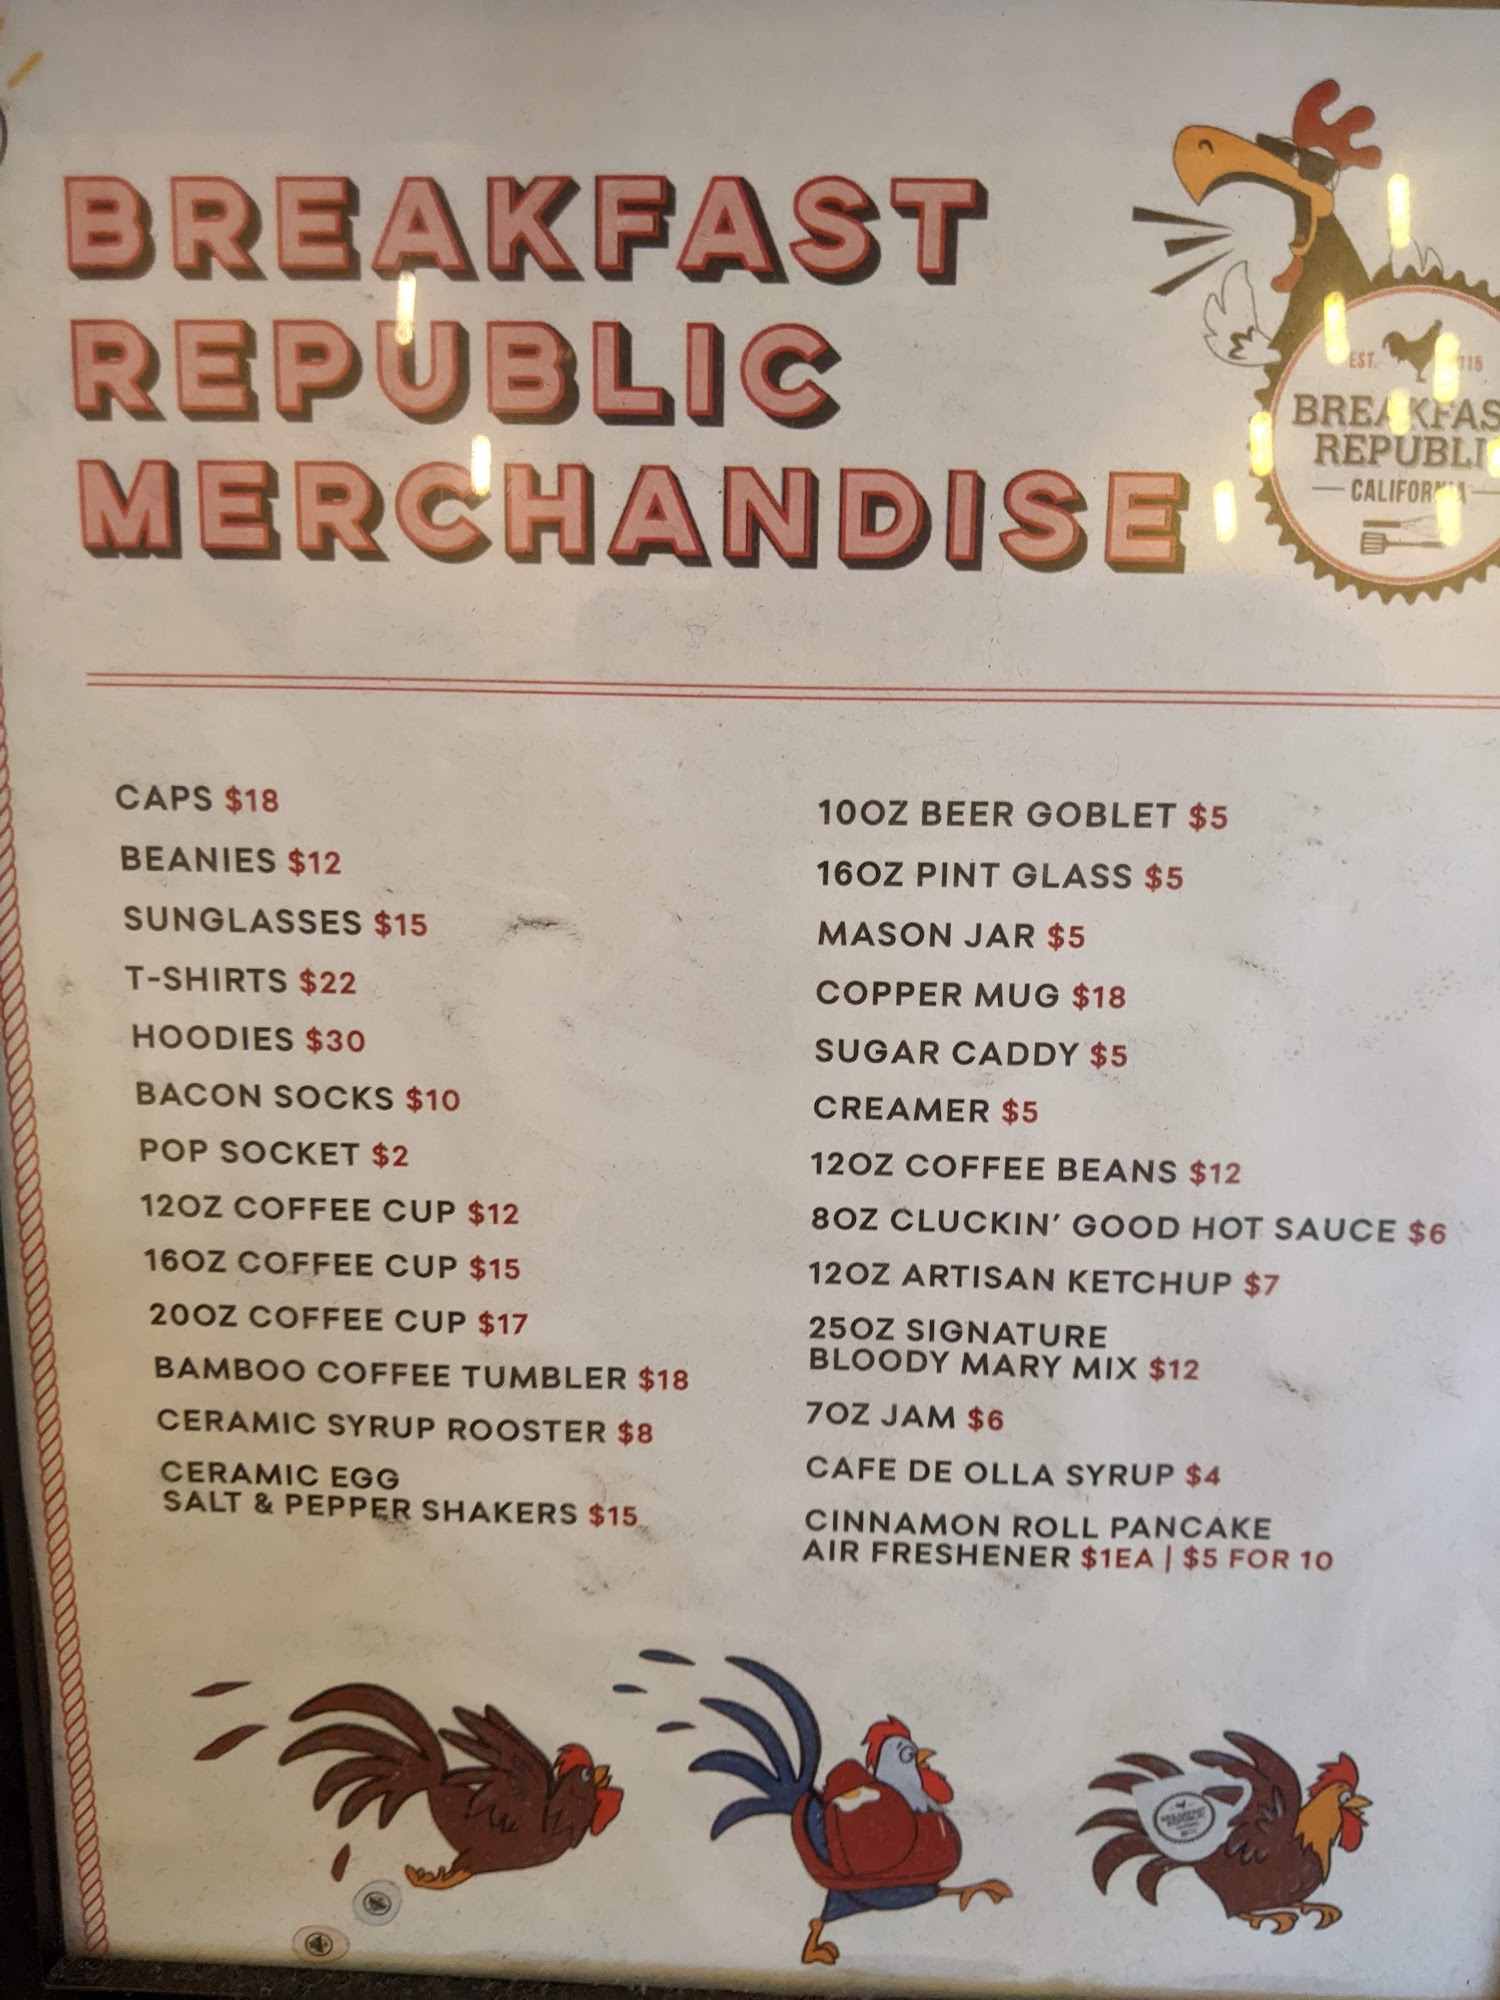 BREAKFAST
REPUBLIC
MERCHANDISE
EST.
BREAKFAS
REPUBLI
CALIFORNIA
CAPS $18
BEANIES $12
SUNGLASSES $15
T-SHIRTS $22
HOODIES $30
BACON SOCKS $10
POP SOCKET $2
12OZ COFFEE CUP $12
16OZ COFFEE CUP $15
20OZ COFFEE CUP $17
BAMBOO COFFEE TUMBLER $18
CERAMIC SYRUP ROOSTER $8
CERAMIC EGG
SALT & PEPPER SHAKERS $15
10OZ BEER GOBLET $5
16OZ PINT GLASS $5
MASON JAR $5
COPPER MUG $18
SUGAR CADDY $5
CREAMER $5
12OZ COFFEE BEANS $12
8OZ CLUCKIN' GOOD HOT SAUCE $6
12OZ ARTISAN KETCHUP $7
25OZ SIGNATURE
BLOODY MARY MIX $12
7OZ JAM $6
CAFE DE OLLA SYRUP $4
CINNAMON ROLL PANCAKE
AIR FRESHENER $1EA | $5 FOR 10
BREAKFAST
REPUBLIC